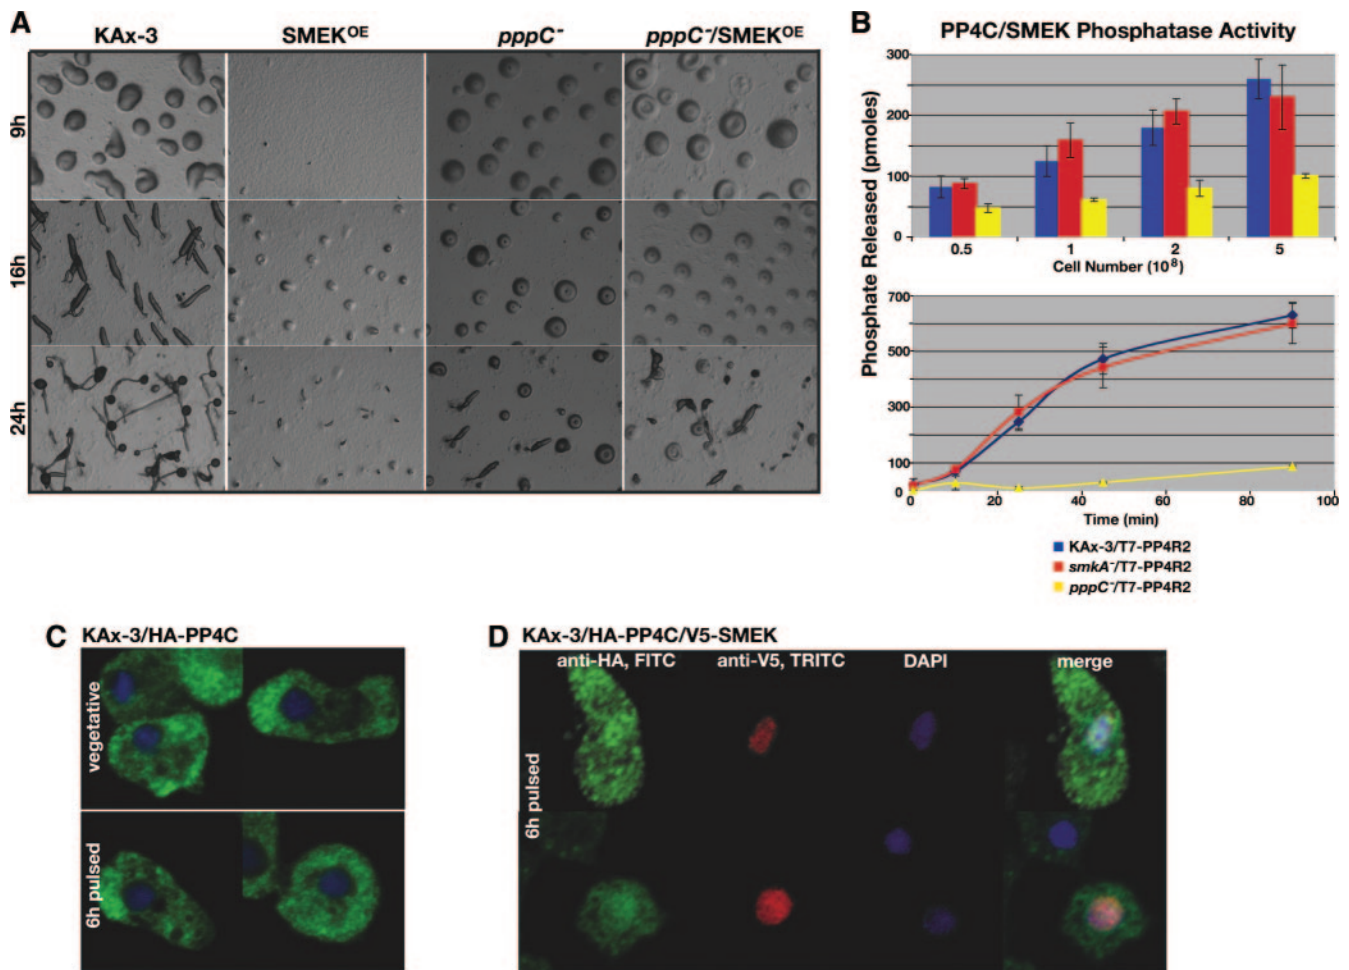 A
KAx-3 SMEKOE pppC- pppC-/SMEKOE
9h
16h
24h
B
PP4C/SMEK Phosphatase Activity
Phosphate Released (pmoles)
300
200
100
0
0.5 1 2 5
Cell Number (10^8)
700
500
300
100
0
0 20 40 60 80 100
Time (min)
KAx-3/T7-PP4R2
smkA-/T7-PP4R2
pppC-/T7-PP4R2
C KAx-3/HA-PP4C
vegetative
6h pulsed
D KAx-3/HA-PP4C/V5-SMEK
anti-HA, FITC anti-V5, TRITC DAPI merge
6h pulsed